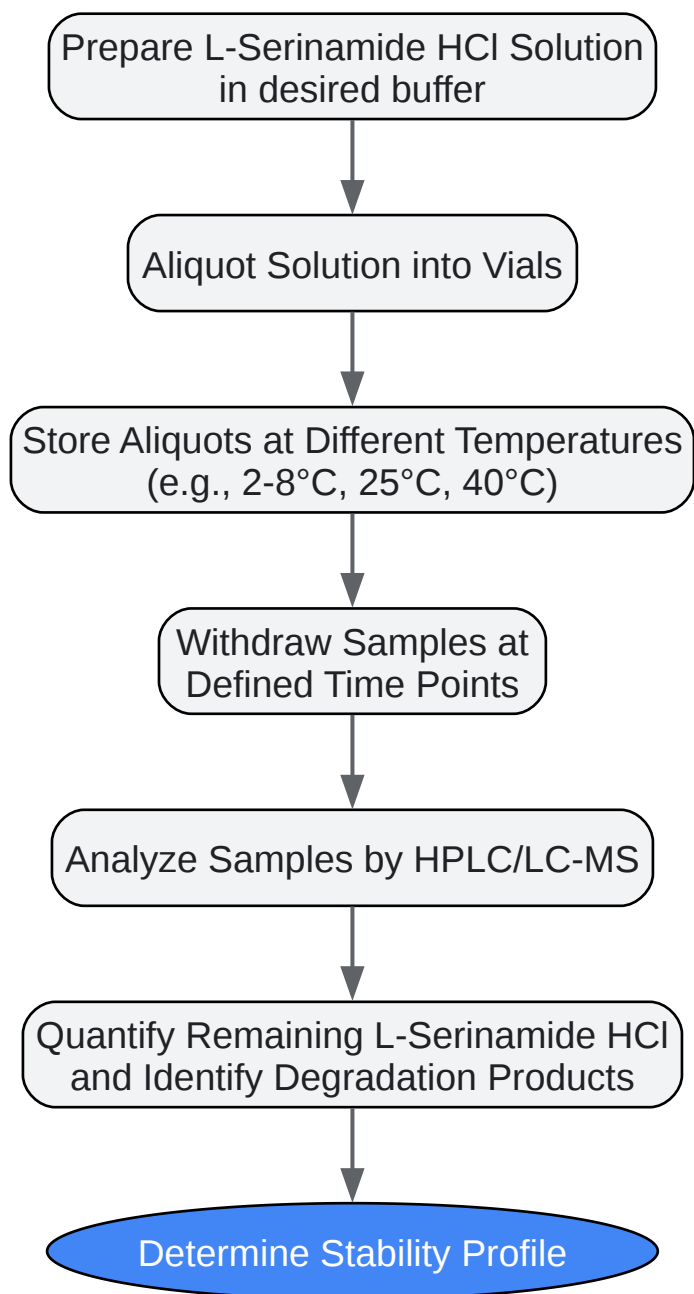 Prepare L-Serinamide HCl Solution
in desired buffer
Aliquot Solution into Vials
Store Aliquots at Different Temperatures
(e.g., 2-8°C, 25°C, 40°C)
Withdraw Samples at
Defined Time Points
Analyze Samples by HPLC/LC-MS
Quantify Remaining L-Serinamide HCl
and Identify Degradation Products
Determine Stability Profile